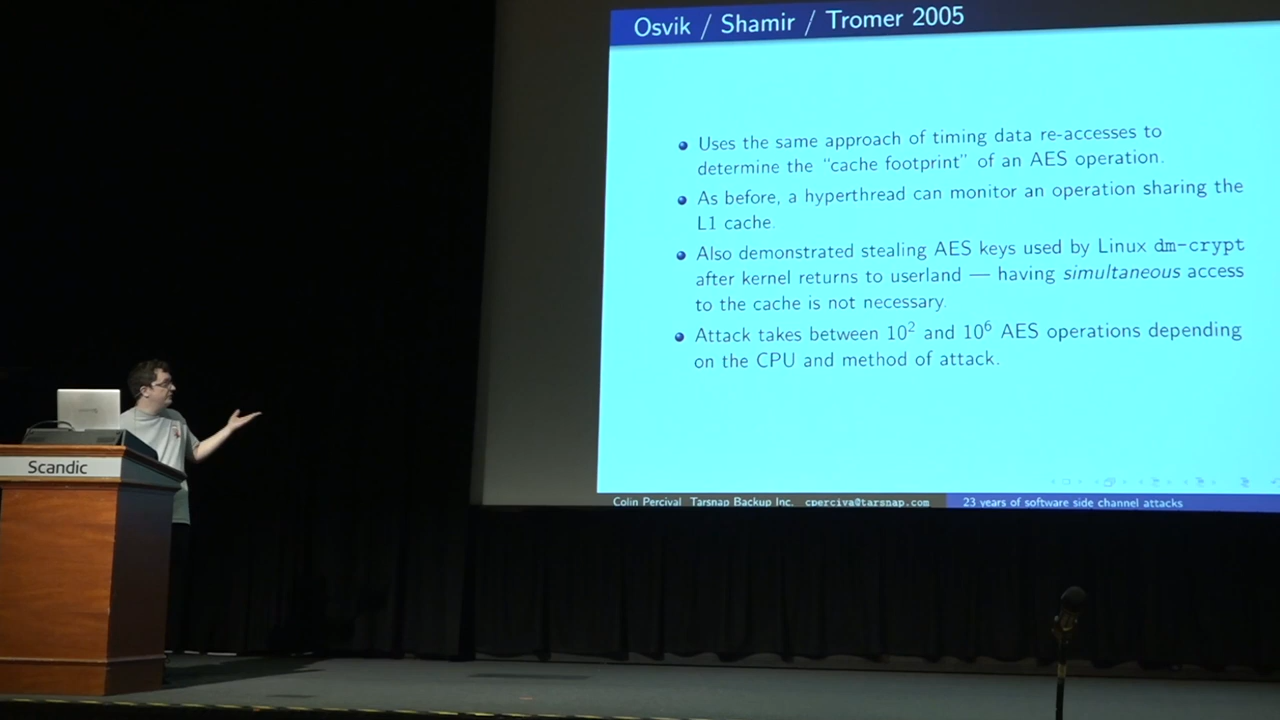 Osvik / Shamir / Tromer 2005
Uses the same approach of timing data re-accesses to
determine the “cache footprint” of an AES operation.
As before, a hyperthread can monitor an operation sharing the
L1 cache.
Also demonstrated stealing AES keys used by Linux dm-crypt
after kernel returns to userland — having simultaneous access
to the cache is not necessary.
Attack takes between 10² and 10⁶ AES operations depending
on the CPU and method of attack.
Scandic
Colin Percival Tarsnap Backup Inc. cperciva@tarsnap.com
23 years of software side channel attacks